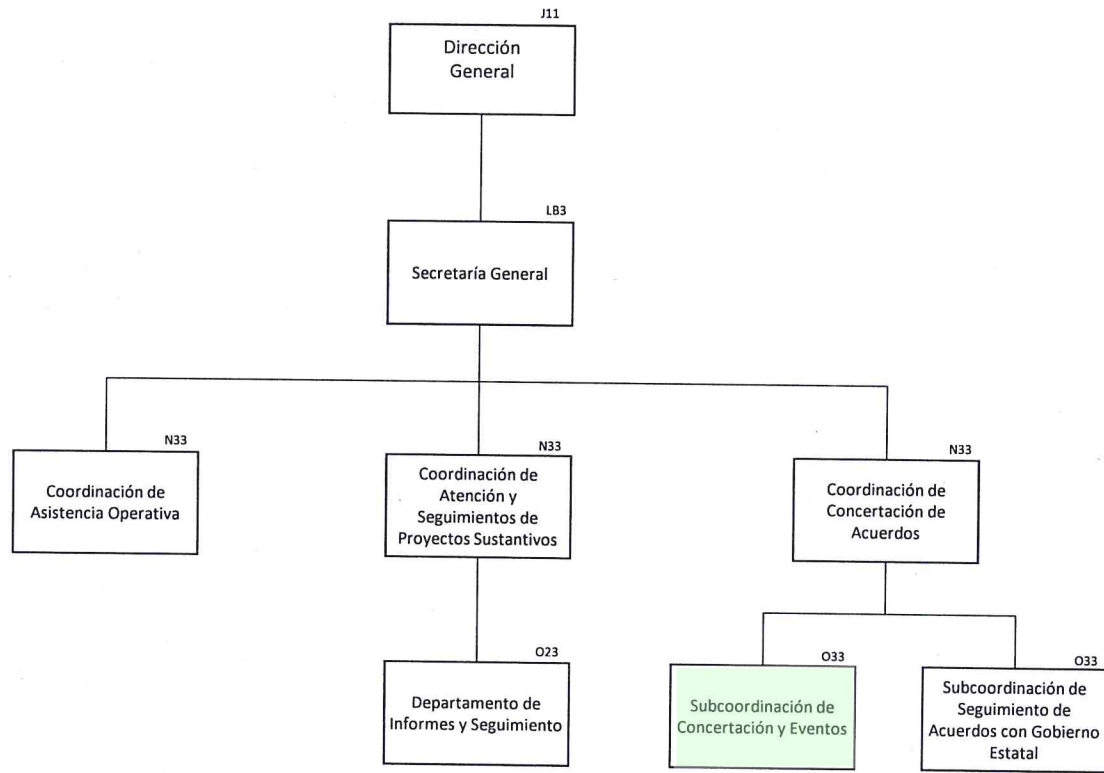 J11
Dirección
General
LB3
Secretaría General
N33
Coordinación de
Asistencia Operativa
N33
Coordinación de
Atención y
Seguimientos de
Proyectos Sustantivos
N33
Coordinación de
Concertación de
Acuerdos
O23
Departamento de
Informes y Seguimiento
O33
Subcoordinación de
Concertación y Eventos
O33
Subcoordinación de
Seguimiento de
Acuerdos con Gobierno
Estatal